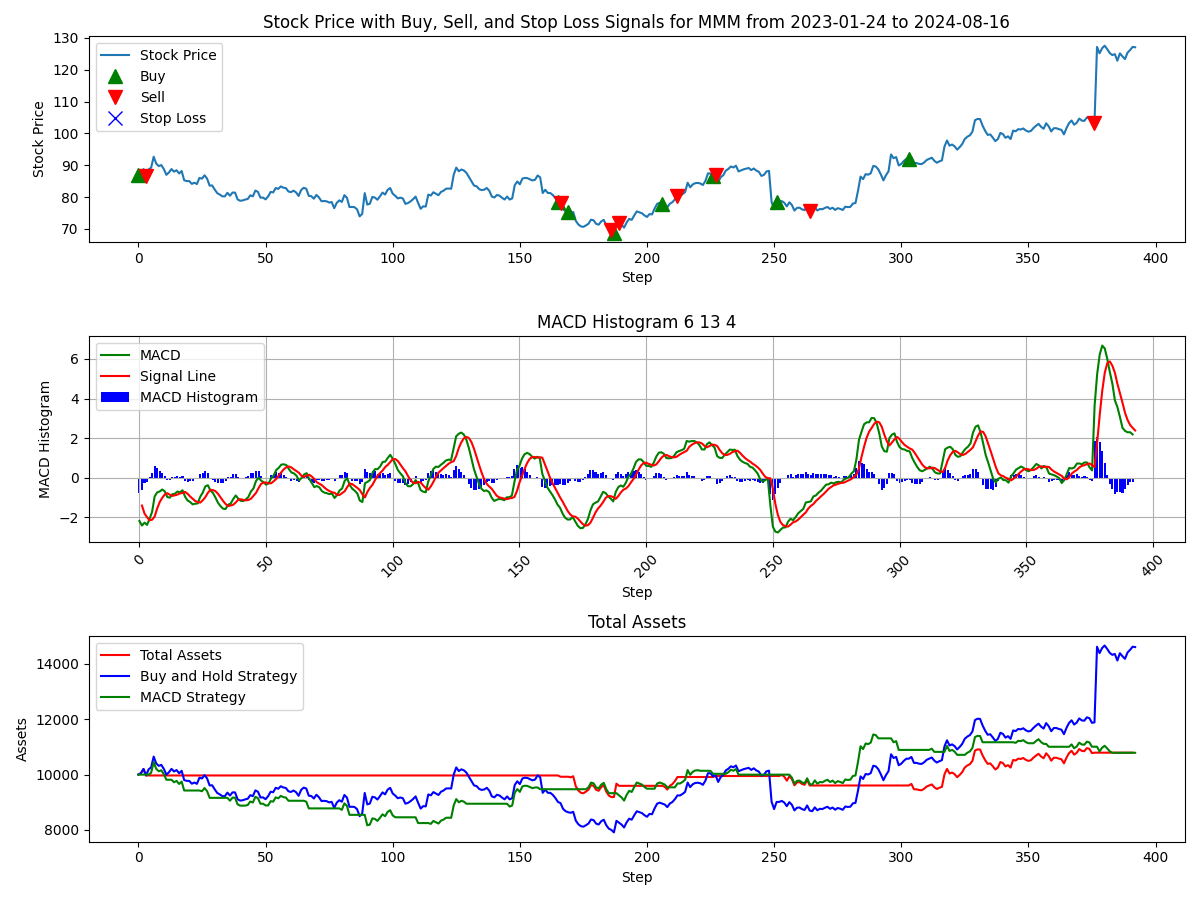 Stock Price with Buy, Sell, and Stop Loss Signals for MMM from 2023-01-24 to 2024-08-16
Stock Price
130
120
110
100
90
80
70
Stock Price
Buy
Sell
Stop Loss
0 50 100 150 200 250 300 350 400
Step
MACD Histogram 6 13 4
MACD Histogram
6
4
2
0
−2
MACD
Signal Line
MACD Histogram
0 50 100 150 200 250 300 350 400
Step
Total Assets
Assets
14000
12000
10000
8000
Total Assets
Buy and Hold Strategy
MACD Strategy
0 50 100 150 200 250 300 350 400
Step